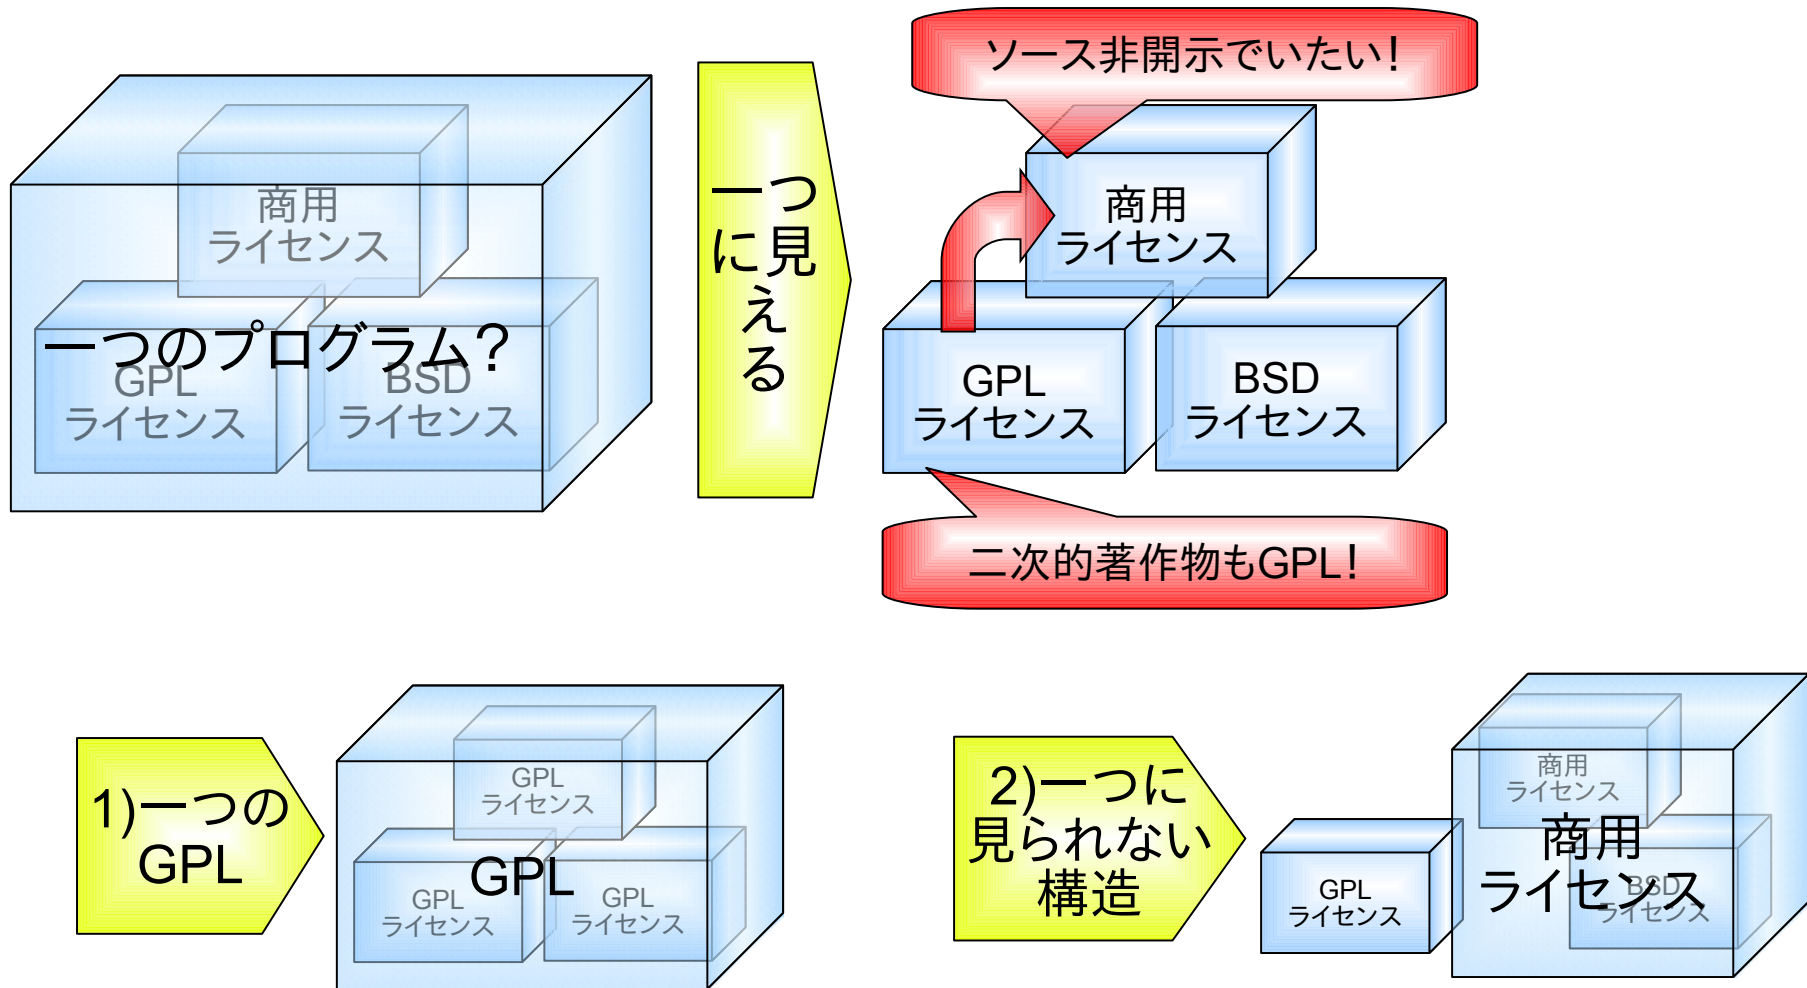 商用
ライセンス
一つのプログラム?
GPL
ライセンス
BSD
ライセンス
一つ
に見
え
る
ソース非開示でいたい!
商用
ライセンス
GPL
ライセンス
BSD
ライセンス
二次的著作物もGPL!
1)一つの
GPL
GPL
ライセンス
GPL
GPL
ライセンス
GPL
ライセンス
2)一つに
見られない
構造
GPL
ライセンス
商用
ライセンス
商用
ライセンス
BSD
ライセンス